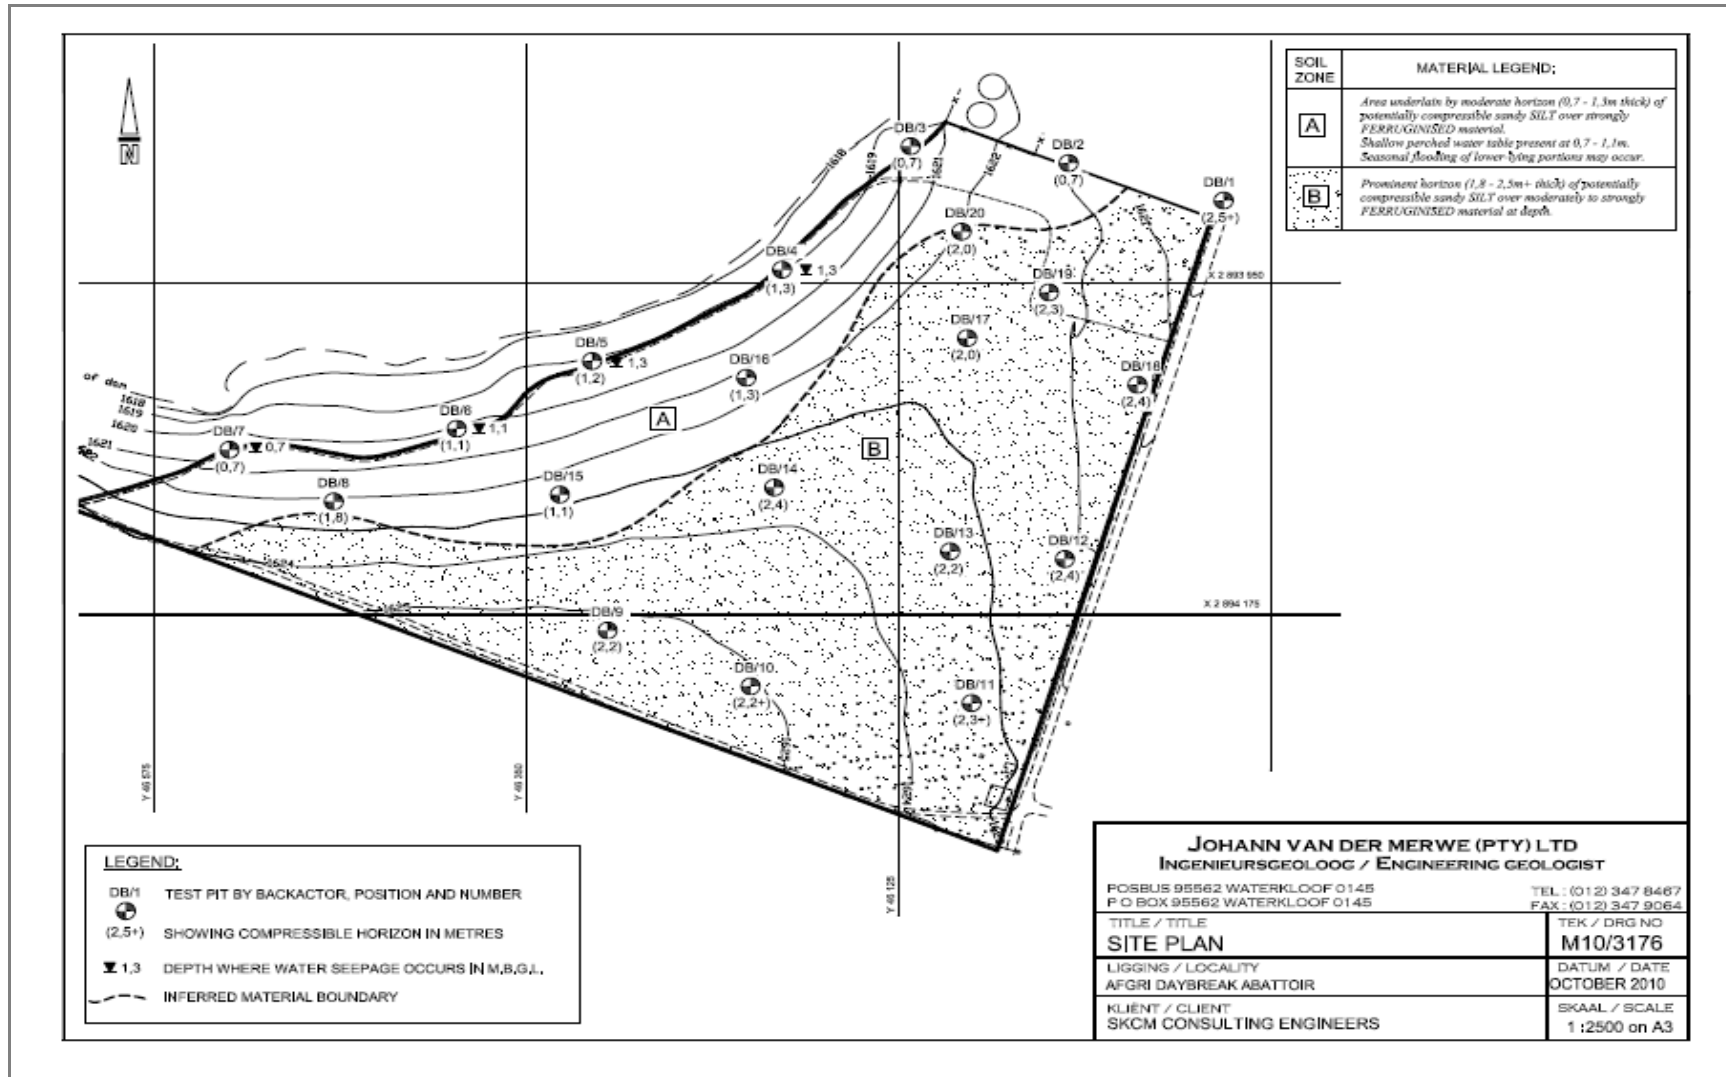 SOIL
ZONE
MATERIAL LEGEND;
A
Area underlain by moderate horizon (0,7 - 1,3m thick) of
potentially compressible sandy SILT over strongly
FERRUGINISED material.
Shallow perched water table present at 0,7 - 1,1m.
Seasonal flooding of lower-lying portions may occur.
B
Prominent horizon (1,8 - 2,5m+ thick) of potentially
compressible sandy SILT over moderately to strongly
FERRUGINISED material at depth.
N
DB/3
(0,7)
DB/2
(0,7)
DB/1
(2,5+)
1618
1619
1621
1622
DB/20
(2,0)
DB/4
1,3
(1,3)
DB/19
(2,3)
X 2 893 950
DB/17
(2,0)
DB/5
1,3
(1,2)
DB/16
(1,3)
DB/18
(2,4)
of dam
1618
1619
1620
1621
DB/6
1,1
(1,1)
DB/7
0,7
(0,7)
A
B
DB/8
(1,8)
DB/15
(1,1)
DB/14
(2,4)
DB/13
(2,2)
DB/12
(2,4)
1624
X 2 894 175
DB/9
(2,2)
DB/10
(2,2+)
DB/11
(2,3+)
Y 46 575
Y 46 350
Y 46 125
LEGEND;
DB/1 TEST PIT BY BACKACTOR, POSITION AND NUMBER
(2,5+) SHOWING COMPRESSIBLE HORIZON IN METRES
1,3 DEPTH WHERE WATER SEEPAGE OCCURS IN M.B.G.L.
INFERRED MATERIAL BOUNDARY
JOHANN VAN DER MERWE (PTY) LTD
INGENIEURSGEOLOOG / ENGINEERING GEOLOGIST
POSBUS 95562 WATERKLOOF 0145 TEL : (012) 347 8467
P O BOX 95562 WATERKLOOF 0145 FAX : (012) 347 9064
TITLE / TITLE
SITE PLAN
TEK / DRG NO
M10/3176
LIGGING / LOCALITY
AFGRI DAYBREAK ABATTOIR
DATUM / DATE
OCTOBER 2010
KLIËNT / CLIENT
SKCM CONSULTING ENGINEERS
SKAAL / SCALE
1 :2500 on A3